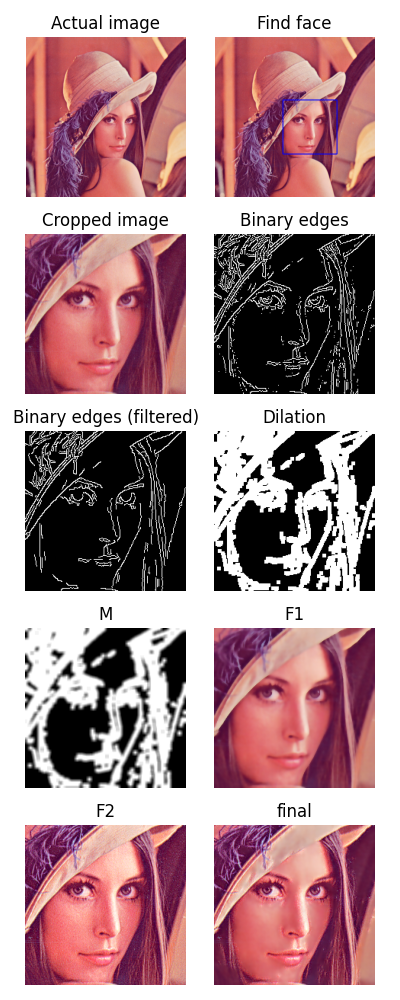 Actual image
Find face
Cropped image
Binary edges
Binary edges (filtered)
Dilation
M
F1
F2
final